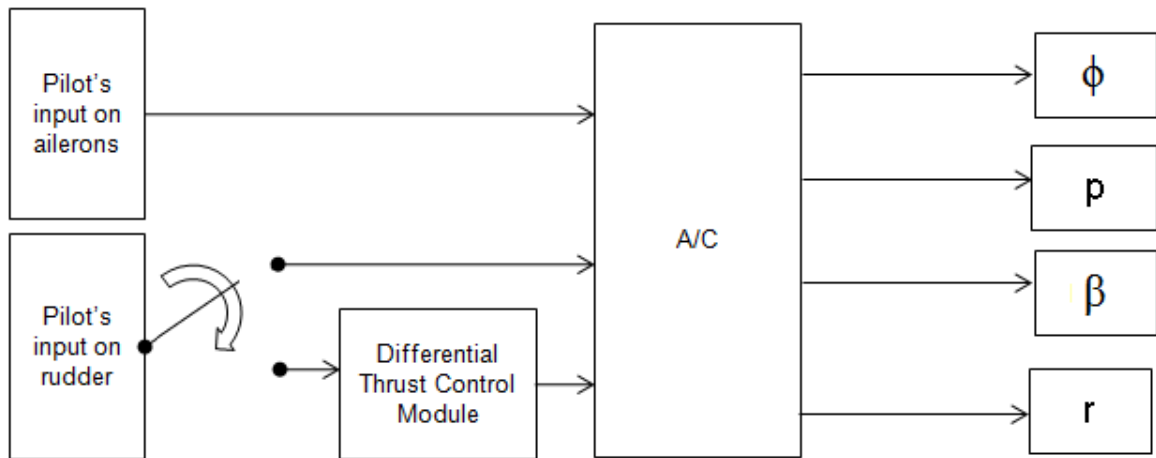 Pilot's
input on
ailerons
Pilot's
input on
rudder
Differential
Thrust Control
Module
A/C
ϕ
p
β
r